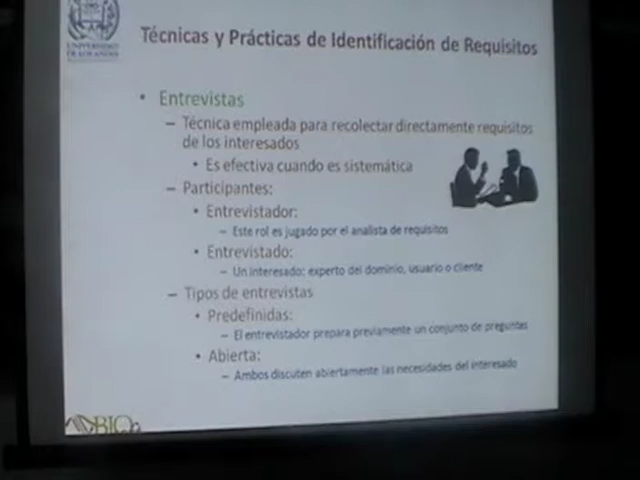 UNIVERSIDAD
Técnicas y Prácticas de Identificación de Requisitos
• Entrevistas
– Técnica empleada para recolectar directamente requisitos
de los interesados
• Es efectiva cuando es sistemática
– Participantes:
• Entrevistador:
– Este rol es jugado por el analista de requisitos
• Entrevistado:
– Un interesado: experto del dominio, usuario o cliente
– Tipos de entrevistas
• Predefinidas:
– El entrevistador prepara previamente un conjunto de preguntas
• Abierta:
– Ambos discuten abiertamente las necesidades del interesado